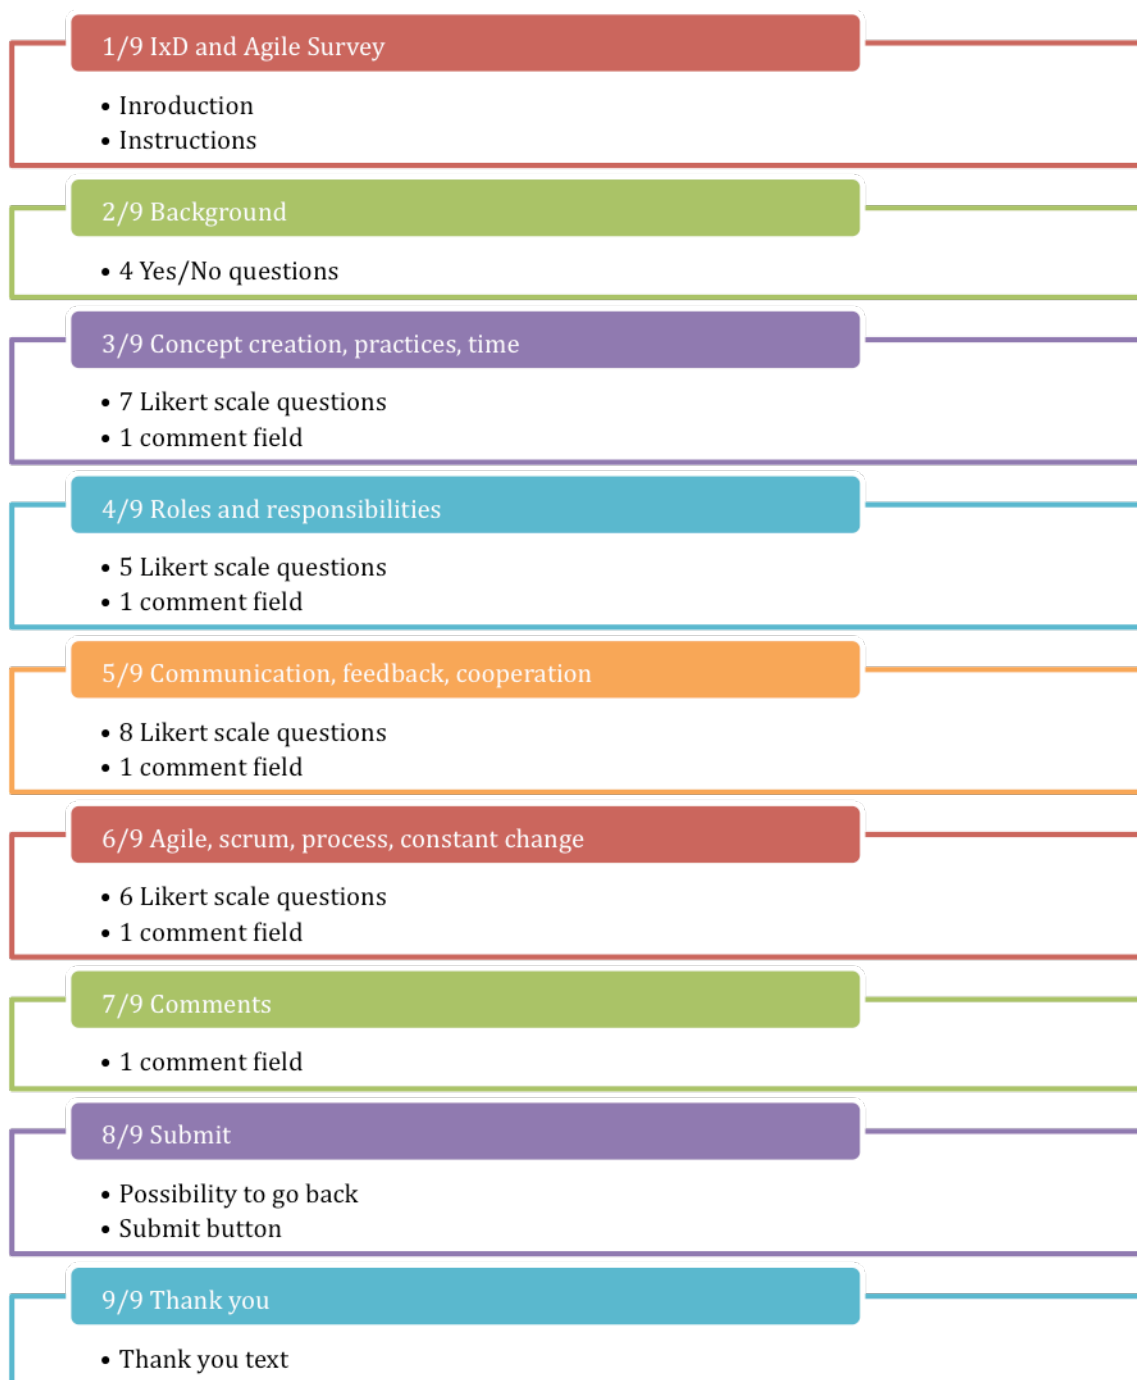 1/9 IxD and Agile Survey
• Inroduction
• Instructions
2/9 Background
• 4 Yes/No questions
3/9 Concept creation, practices, time
• 7 Likert scale questions
• 1 comment field
4/9 Roles and responsibilities
• 5 Likert scale questions
• 1 comment field
5/9 Communication, feedback, cooperation
• 8 Likert scale questions
• 1 comment field
6/9 Agile, scrum, process, constant change
• 6 Likert scale questions
• 1 comment field
7/9 Comments
• 1 comment field
8/9 Submit
• Possibility to go back
• Submit button
9/9 Thank you
• Thank you text